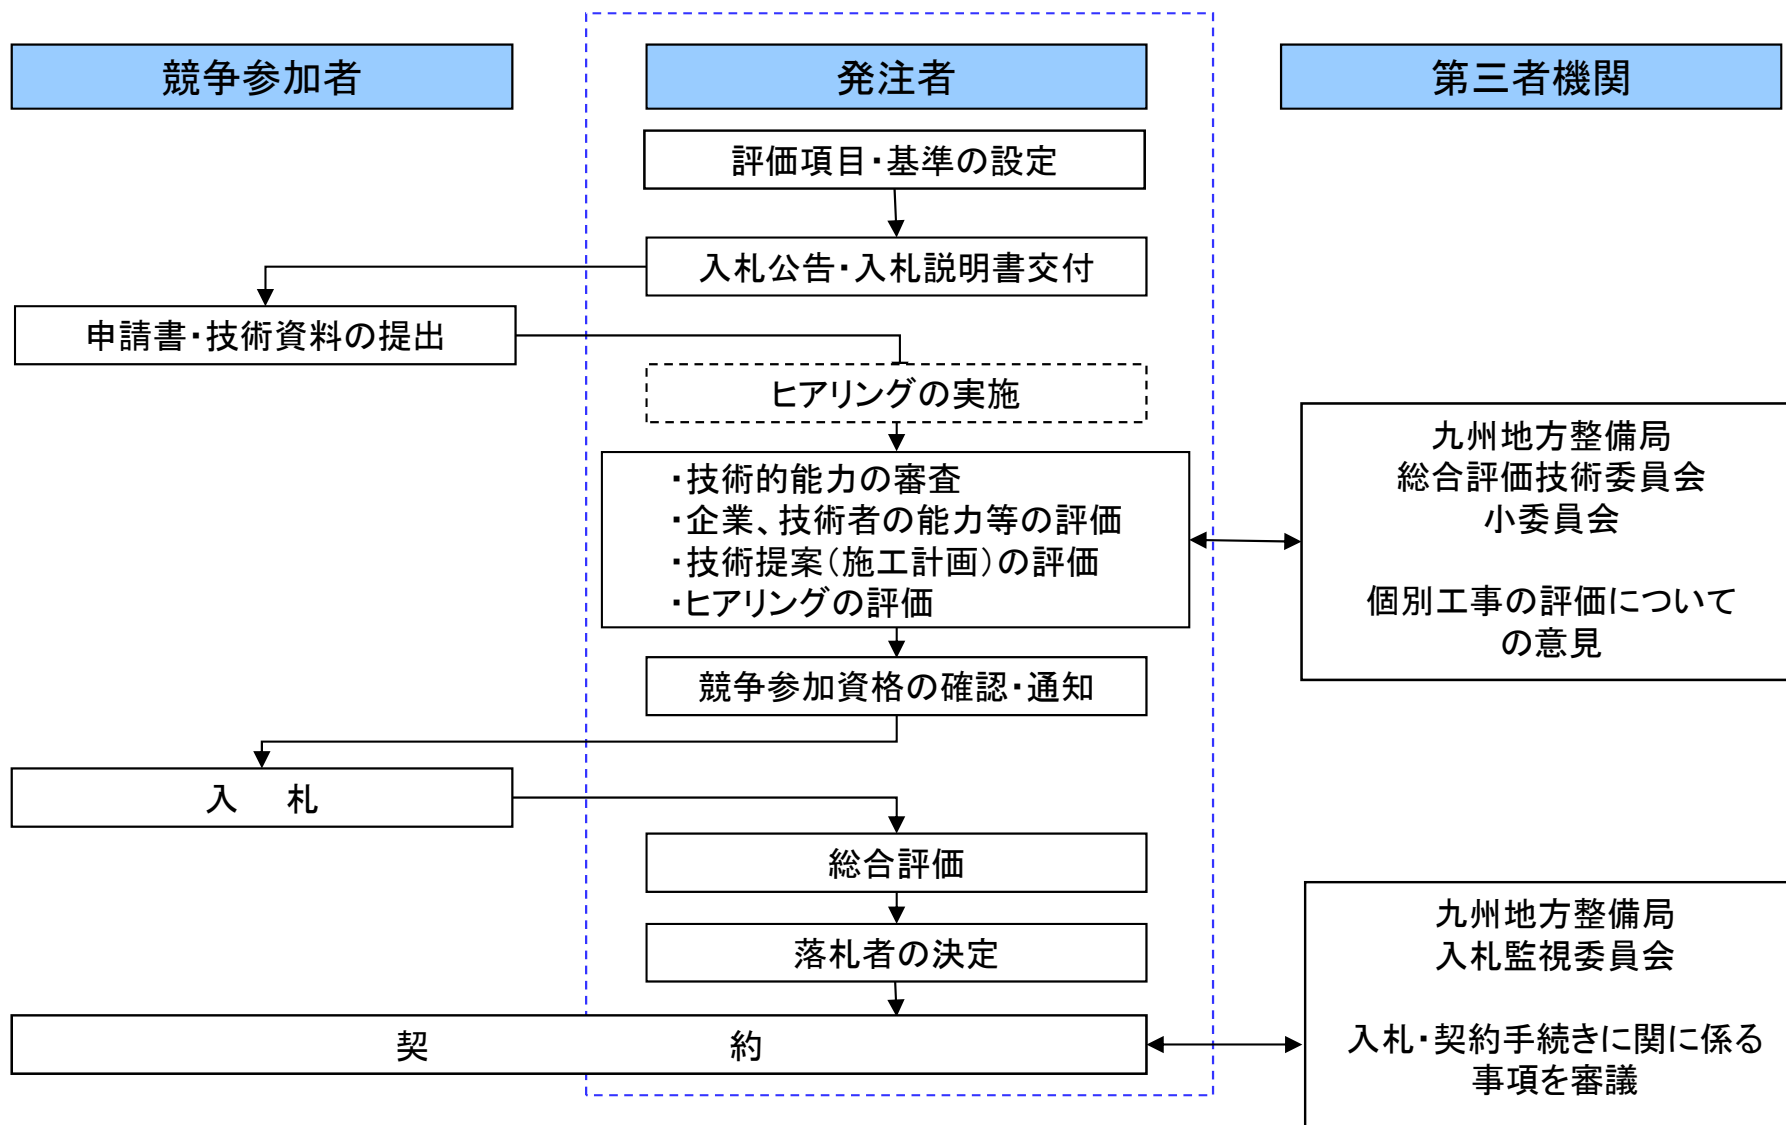 競争参加者
発注者
第三者機関
評価項目・基準の設定
入札公告・入札説明書交付
申請書・技術資料の提出
ヒアリングの実施
・技術的能力の審査
・企業、技術者の能力等の評価
・技術提案(施工計画)の評価
・ヒアリングの評価
九州地方整備局
総合評価技術委員会
小委員会
個別工事の評価について
の意見
競争参加資格の確認・通知
入 札
総合評価
落札者の決定
契 約
九州地方整備局
入札監視委員会
入札・契約手続きに関に係る
事項を審議